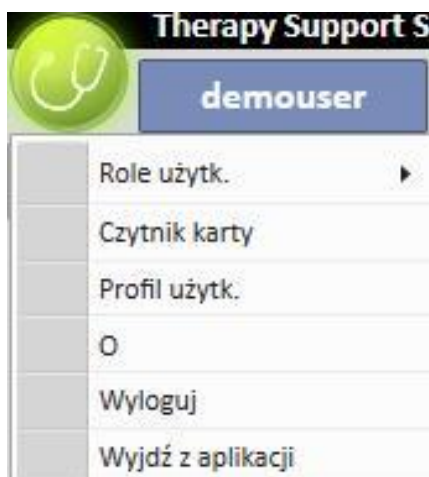 Therapy Support S
demouser
Role użytk.
Czytnik karty
Profil użytk.
O
Wyloguj
Wyjdź z aplikacji